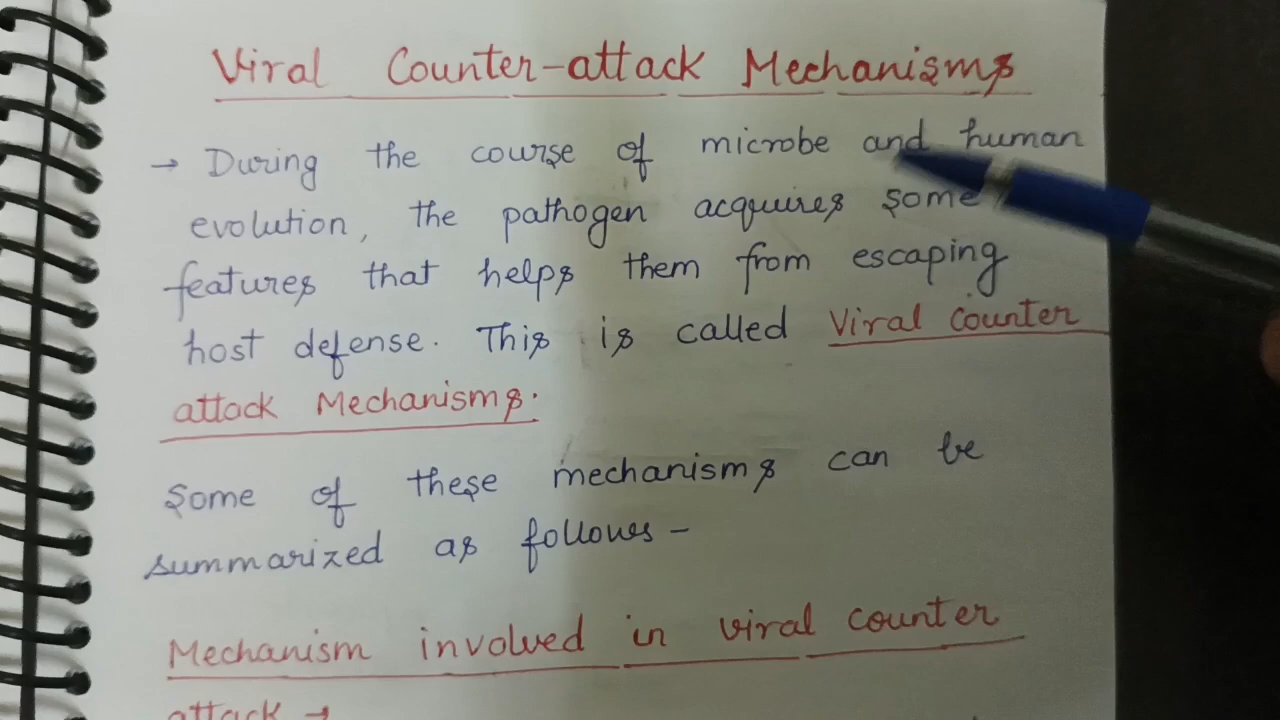 Viral Counter-attack Mechanisms
→ During the course of microbe and human
evolution, the pathogen acquires some
features that helps them from escaping
host defense. This is called Viral Counter
attack Mechanisms.
Some of these mechanisms can be
summarized as follows -
Mechanism involved in viral counter
attack →